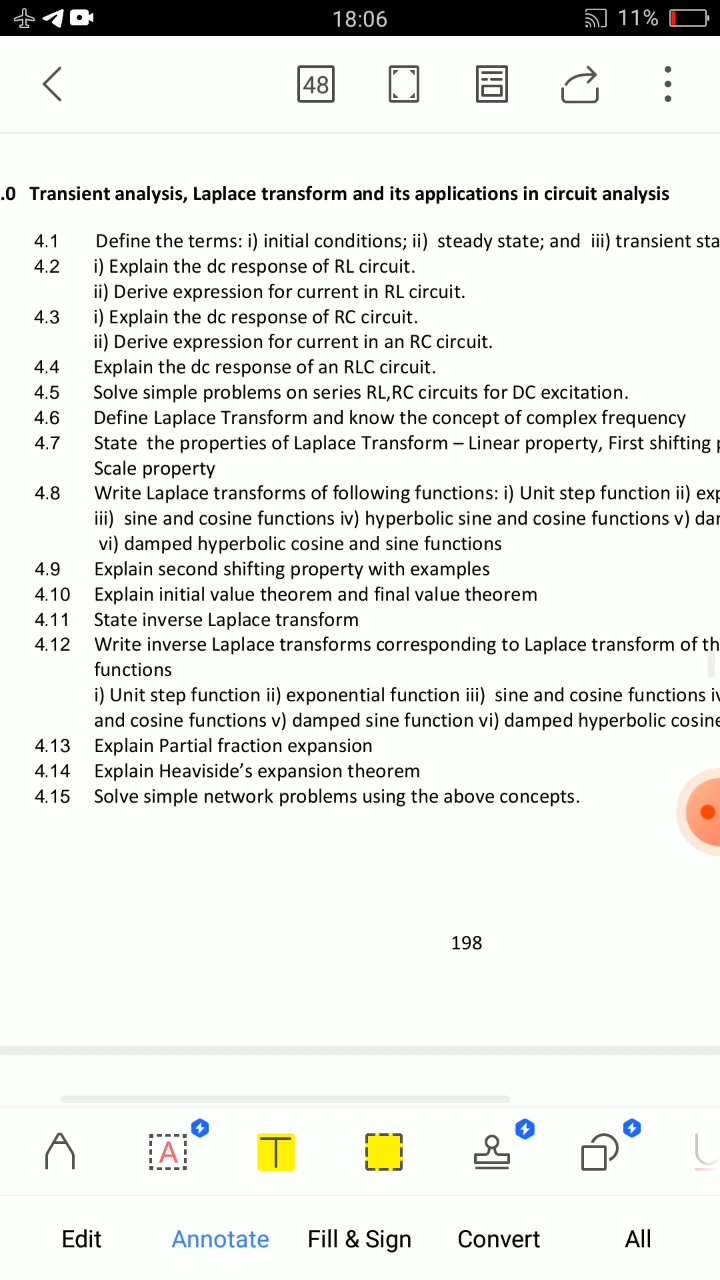 18:06
11%
48
.0 Transient analysis, Laplace transform and its applications in circuit analysis
4.1 Define the terms: i) initial conditions; ii) steady state; and iii) transient sta
4.2 i) Explain the dc response of RL circuit.
ii) Derive expression for current in RL circuit.
4.3 i) Explain the dc response of RC circuit.
ii) Derive expression for current in an RC circuit.
4.4 Explain the dc response of an RLC circuit.
4.5 Solve simple problems on series RL,RC circuits for DC excitation.
4.6 Define Laplace Transform and know the concept of complex frequency
4.7 State the properties of Laplace Transform – Linear property, First shifting p
Scale property
4.8 Write Laplace transforms of following functions: i) Unit step function ii) exp
iii) sine and cosine functions iv) hyperbolic sine and cosine functions v) dam
vi) damped hyperbolic cosine and sine functions
4.9 Explain second shifting property with examples
4.10 Explain initial value theorem and final value theorem
4.11 State inverse Laplace transform
4.12 Write inverse Laplace transforms corresponding to Laplace transform of th
functions
i) Unit step function ii) exponential function iii) sine and cosine functions iv
and cosine functions v) damped sine function vi) damped hyperbolic cosine
4.13 Explain Partial fraction expansion
4.14 Explain Heaviside’s expansion theorem
4.15 Solve simple network problems using the above concepts.
198
A T
Edit Annotate Fill & Sign Convert All